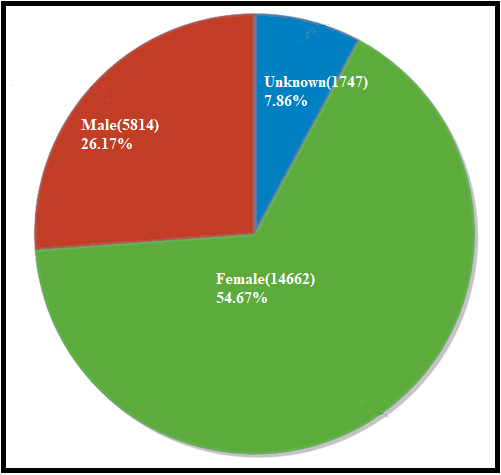 Unknown(1747)
7.86%
Male(5814)
26.17%
Female(14662)
54.67%